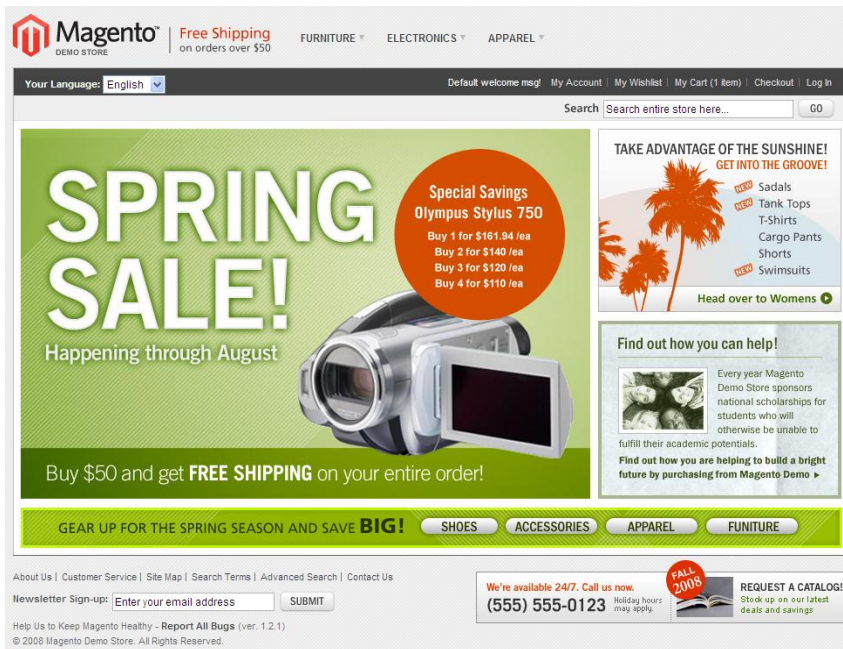 Magento™
DEMO STORE
Free Shipping
on orders over $50
FURNITURE
ELECTRONICS
APPAREL
Your Language: English
Default welcome msg! My Account | My Wishlist | My Cart (1 item) | Checkout | Log In
Search Search entire store here... GO
SPRING
SALE!
Happening through August
Special Savings
Olympus Stylus 750
Buy 1 for $161.94 /ea
Buy 2 for $140 /ea
Buy 3 for $120 /ea
Buy 4 for $110 /ea
Buy $50 and get FREE SHIPPING on your entire order!
TAKE ADVANTAGE OF THE SUNSHINE!
GET INTO THE GROOVE!
NEW Sadals
NEW Tank Tops
T-Shirts
Cargo Pants
Shorts
NEW Swimsuits
Head over to Womens
Find out how you can help!
Every year Magento
Demo Store sponsors
national scholarships for
students who will
otherwise be unable to
fulfill their academic potentials.
Find out how you are helping to build a bright
future by purchasing from Magento Demo
GEAR UP FOR THE SPRING SEASON AND SAVE BIG! SHOES ACCESSORIES APPAREL FUNITURE
About Us | Customer Service | Site Map | Search Terms | Advanced Search | Contact Us
Newsletter Sign-up: Enter your email address SUBMIT
Help Us to Keep Magento Healthy - Report All Bugs (ver. 1.2.1)
© 2008 Magento Demo Store. All Rights Reserved.
We're available 24/7. Call us now.
(555) 555-0123 Holiday hours
may apply.
FALL
2008
REQUEST A CATALOG!
Stock up on our latest
deals and savings